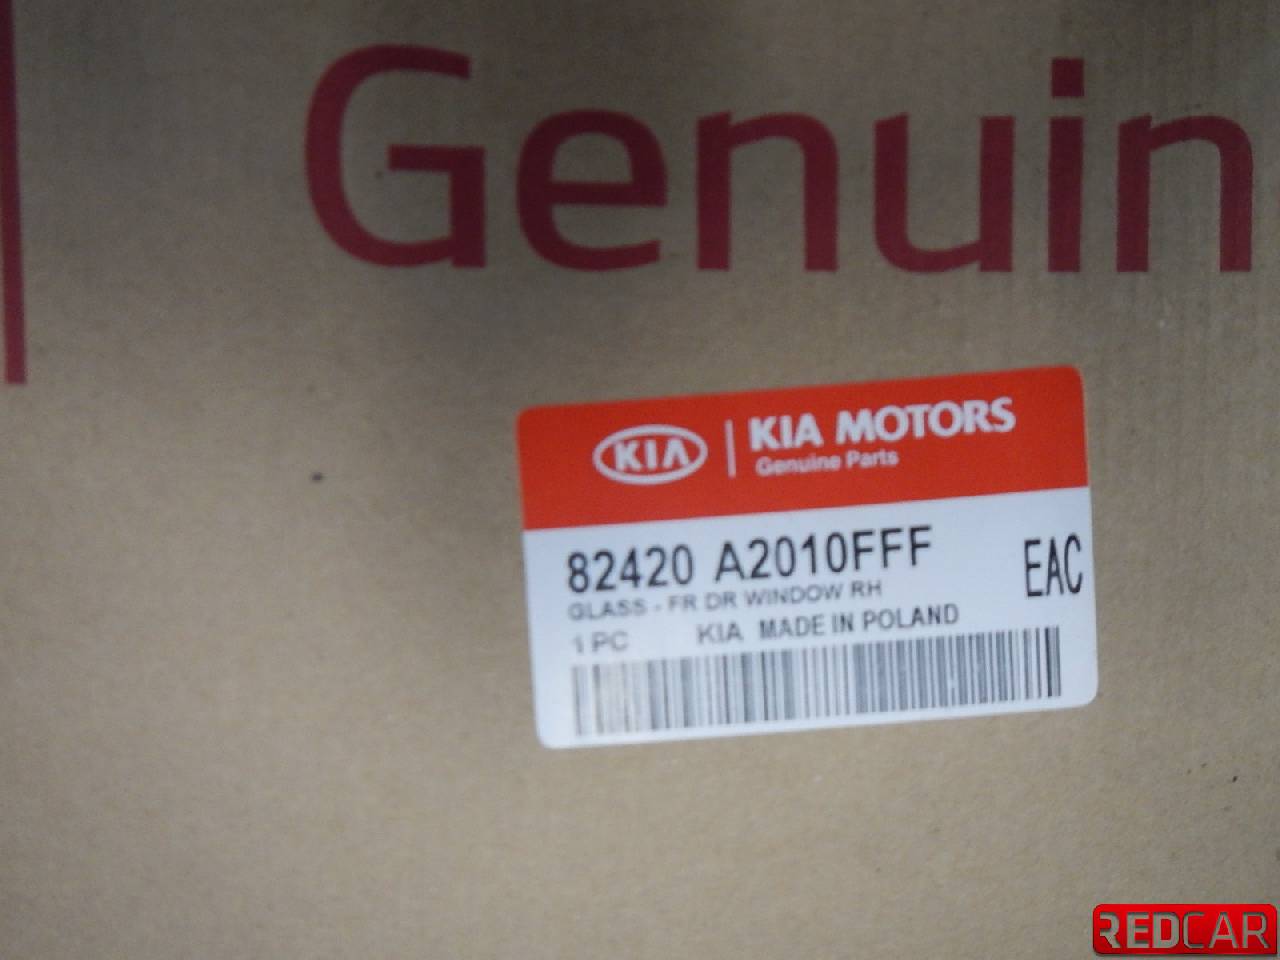 Genuin
KIA
KIA MOTORS
Genuine Parts
82420 A2010FFF
EAC
GLASS - FR DR WINDOW RH
1 PC KIA MADE IN POLAND
REDCAR